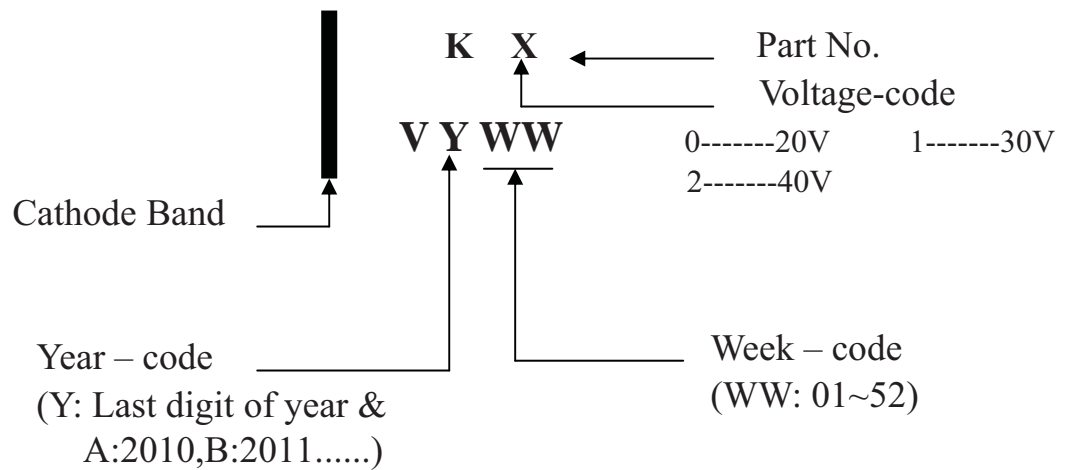 K X
Part No.
Voltage-code
V Y WW
0-------20V 1-------30V
2-------40V
Cathode Band
Year – code
(Y: Last digit of year &
A:2010,B:2011......)
Week – code
(WW: 01~52)